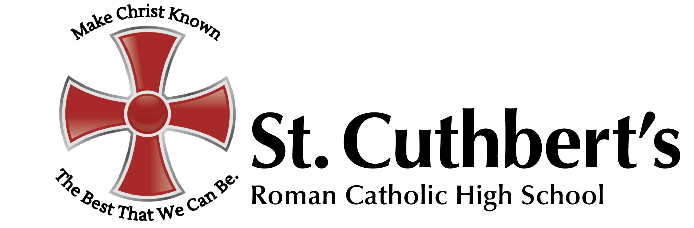 Make Christ Known
St. Cuthbert's
Roman Catholic High School
The Best That We Can Be.